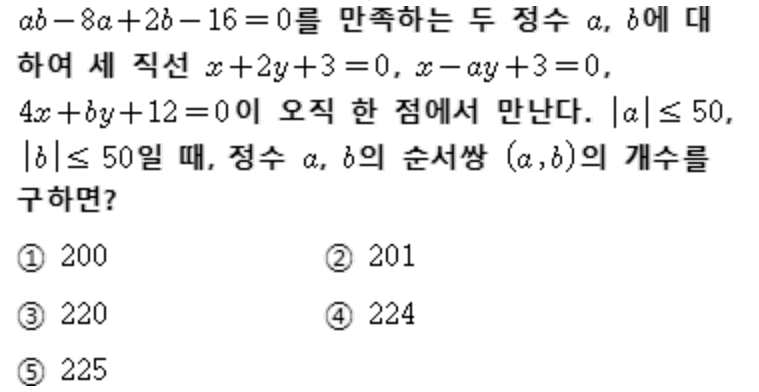 ab−8a+2b−16=0를 만족하는 두 정수 a, b에 대
하여 세 직선 x+2y+3=0, x−ay+3=0,
4x+by+12=0이 오직 한 점에서 만난다. |a|≤50,
|b|≤50일 때, 정수 a, b의 순서쌍 (a,b)의 개수를
구하면?
① 200 ② 201
③ 220 ④ 224
⑤ 225